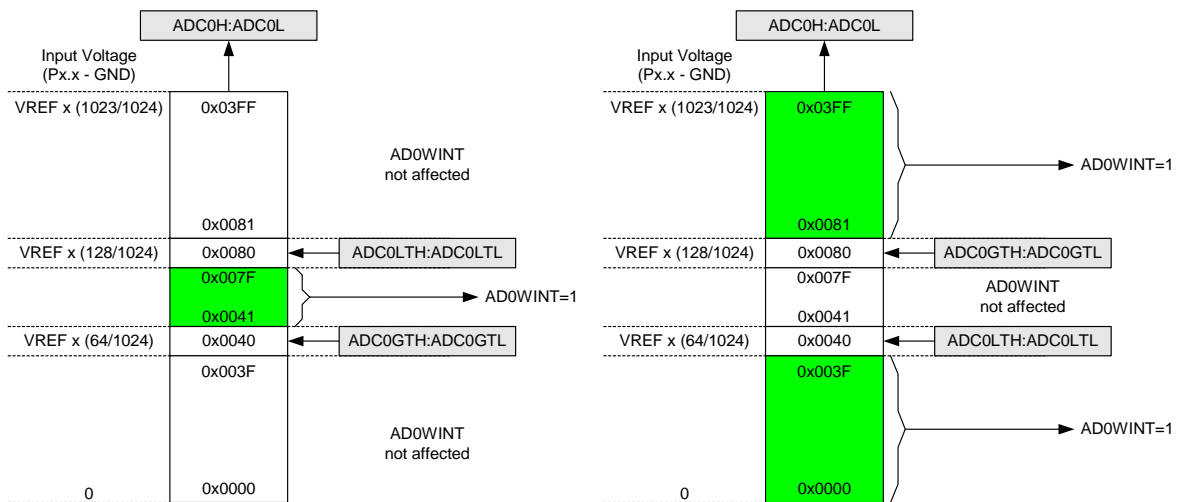 ADC0H:ADC0L
Input Voltage
(Px.x - GND)
VREF x (1023/1024)
0x03FF
AD0WINT
not affected
0x0081
VREF x (128/1024)
0x0080
ADC0LTH:ADC0LTL
0x007F
AD0WINT=1
0x0041
VREF x (64/1024)
0x0040
ADC0GTH:ADC0GTL
0x003F
AD0WINT
not affected
0
0x0000
ADC0H:ADC0L
Input Voltage
(Px.x - GND)
VREF x (1023/1024)
0x03FF
AD0WINT=1
0x0081
VREF x (128/1024)
0x0080
ADC0GTH:ADC0GTL
0x007F
AD0WINT
not affected
0x0041
VREF x (64/1024)
0x0040
ADC0LTH:ADC0LTL
0x003F
AD0WINT=1
0
0x0000